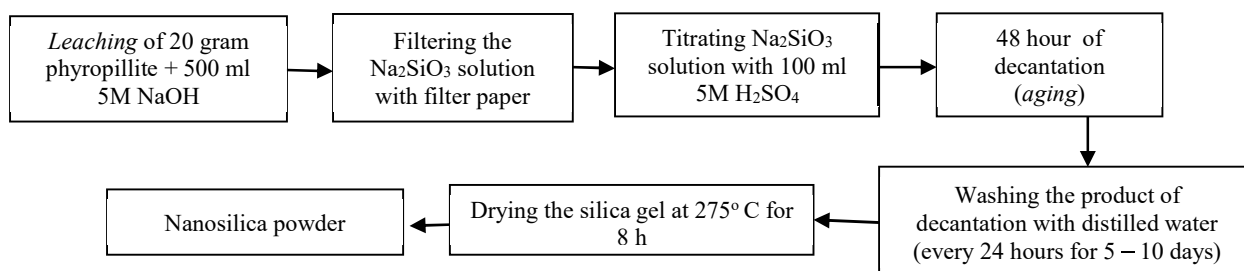 Leaching of 20 gram
phyropillite + 500 ml
5M NaOH
Filtering the
Na₂SiO₃ solution
with filter paper
Titrating Na₂SiO₃
solution with 100 ml
5M H₂SO₄
48 hour of
decantation
(aging)
Washing the product of
decantation with distilled water
(every 24 hours for 5 – 10 days)
Drying the silica gel at 275° C for
8 h
Nanosilica powder